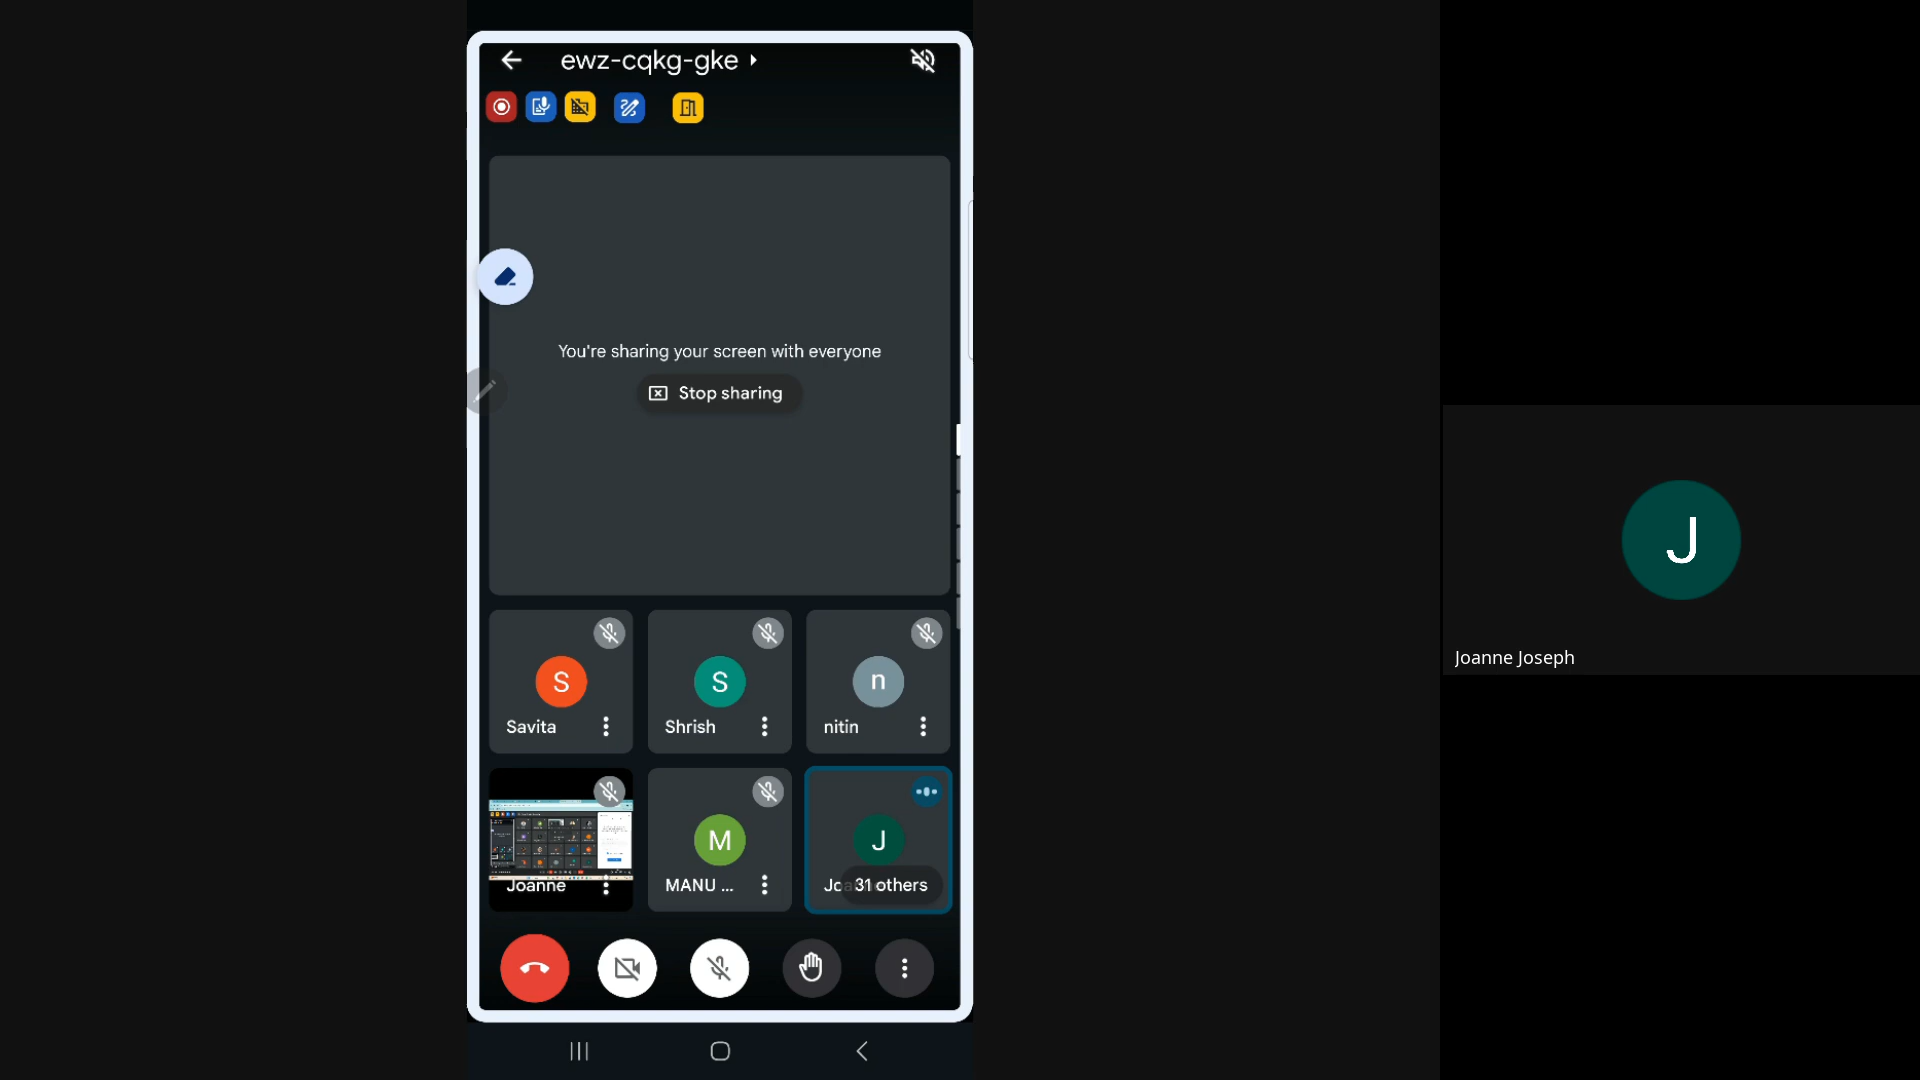 ewz-cqkg-gke
You're sharing your screen with everyone
Stop sharing
S
Savita
S
Shrish
n
nitin
Joanne
M
MANU ...
J
31 others
J
Joanne Joseph